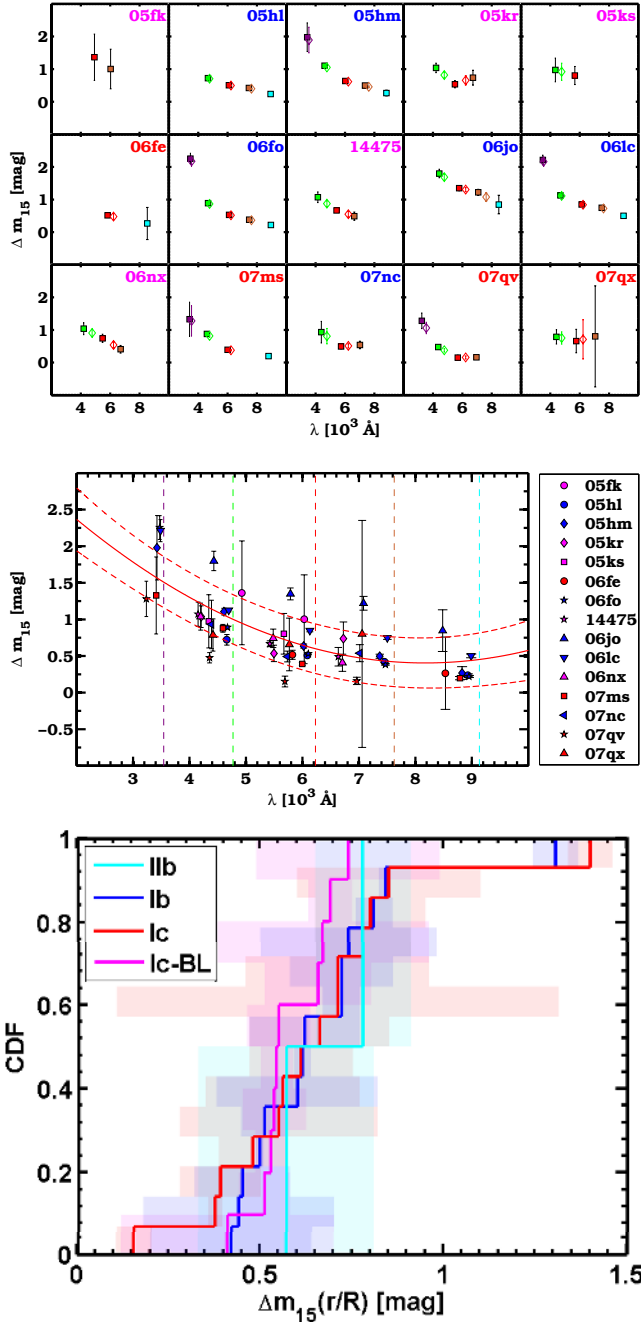 05fk 05hl 05hm 05kr 05ks
2
1
0
06fe 06fo 14475 06jo 06lc
2
1
0
06nx 07ms 07nc 07qv 07qx
2
1
0
Δ m15 [mag]
4 6 8 4 6 8 4 6 8 4 6 8 4 6 8
λ [10³ Å]
2.5
2
1.5
1
0.5
0
−0.5
Δ m15 [mag]
3 4 5 6 7 8 9
λ [10³ Å]
05fk
05hl
05hm
05kr
05ks
06fe
06fo
14475
06jo
06lc
06nx
07ms
07nc
07qv
07qx
1
0.8
0.6
0.4
0.2
0
CDF
IIb
Ib
Ic
Ic-BL
0 0.5 1 1.5
Δm15(r/R) [mag]